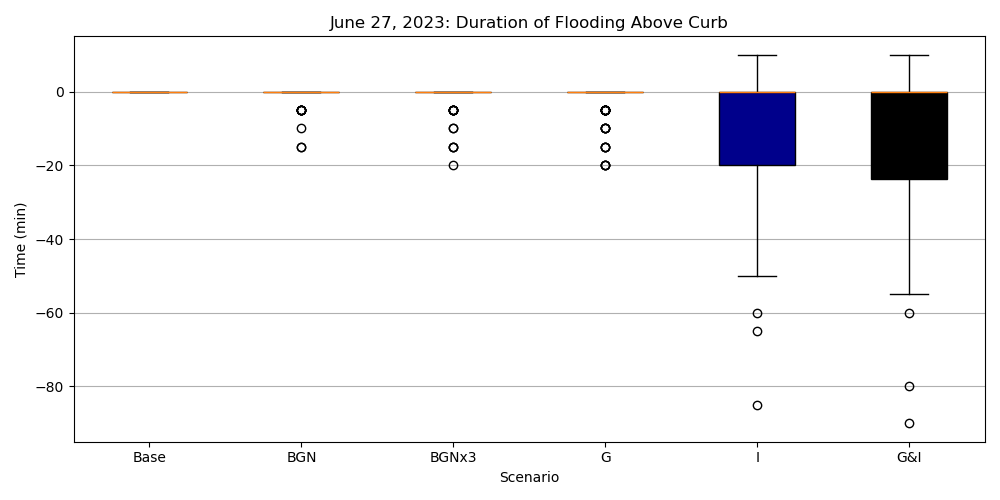 June 27, 2023: Duration of Flooding Above Curb
Time (min)
0
−20
−40
−60
−80
Base BGN BGNx3 G I G&I
Scenario